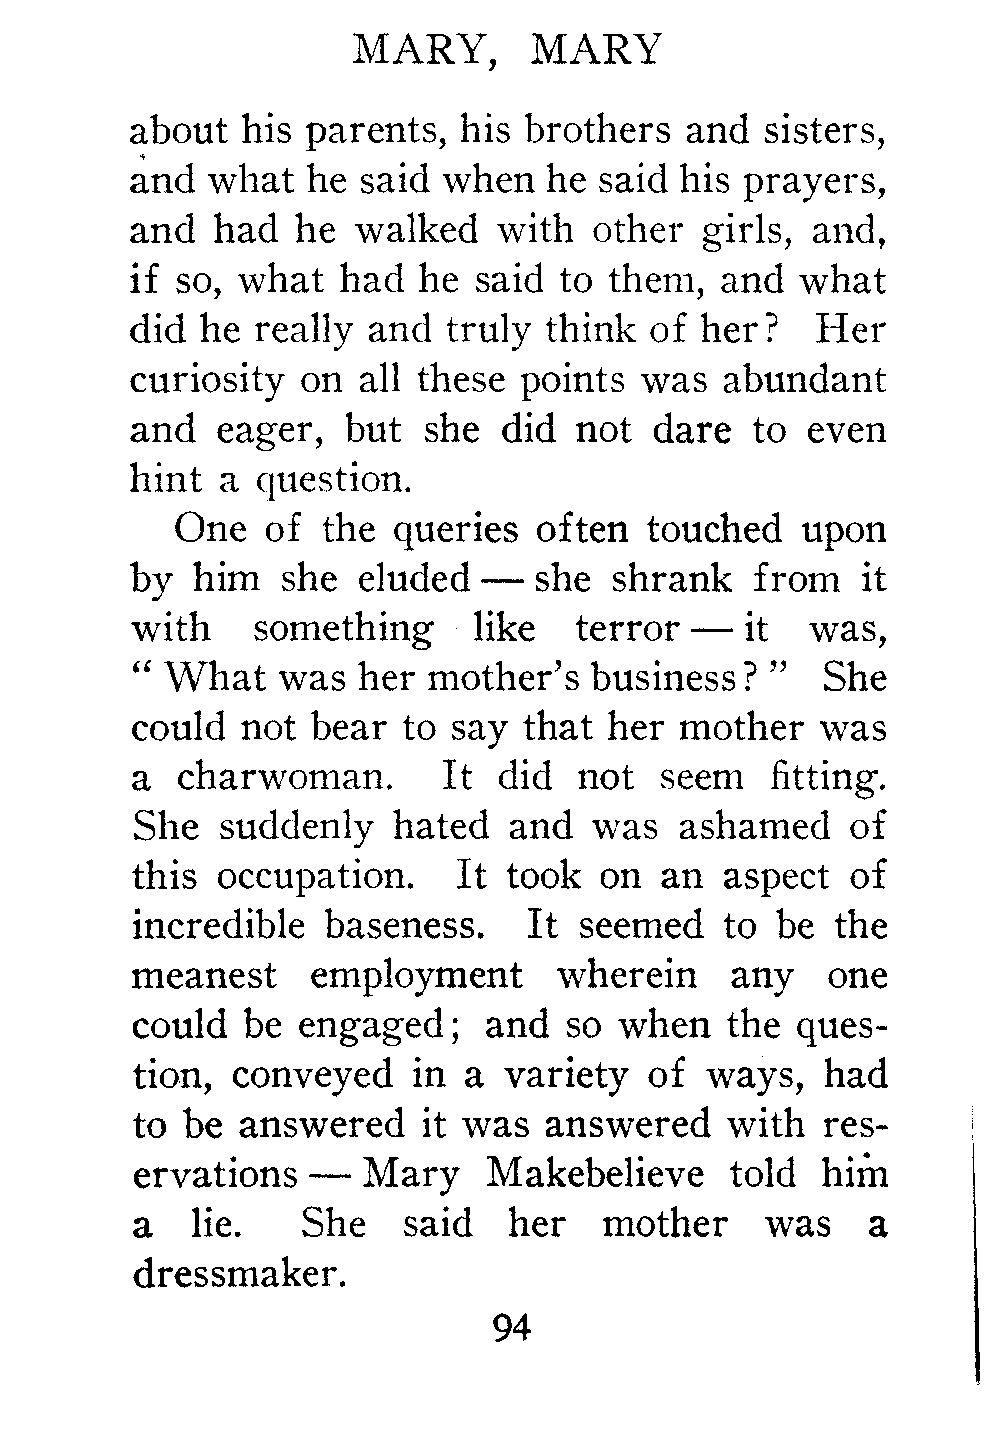 MARY, MARY
about his parents, his brothers and sisters,
and what he said when he said his prayers,
and had he walked with other girls, and,
if so, what had he said to them, and what
did he really and truly think of her? Her
curiosity on all these points was abundant
and eager, but she did not dare to even
hint a question.
One of the queries often touched upon
by him she eluded — she shrank from it
with something like terror — it was,
“ What was her mother's business? ” She
could not bear to say that her mother was
a charwoman. It did not seem fitting.
She suddenly hated and was ashamed of
this occupation. It took on an aspect of
incredible baseness. It seemed to be the
meanest employment wherein any one
could be engaged; and so when the ques-
tion, conveyed in a variety of ways, had
to be answered it was answered with res-
ervations — Mary Makebelieve told him
a lie. She said her mother was a
dressmaker.
94